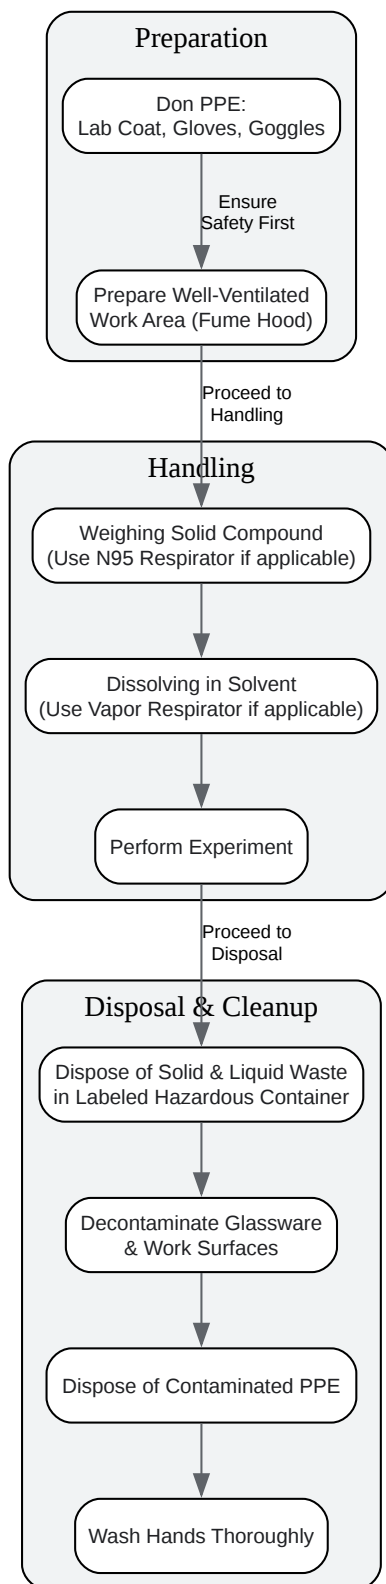 Preparation
Don PPE:
Lab Coat, Gloves, Goggles
Ensure
Safety First
Prepare Well-Ventilated
Work Area (Fume Hood)
Proceed to
Handling
Handling
Weighing Solid Compound
(Use N95 Respirator if applicable)
Dissolving in Solvent
(Use Vapor Respirator if applicable)
Perform Experiment
Proceed to
Disposal
Disposal & Cleanup
Dispose of Solid & Liquid Waste
in Labeled Hazardous Container
Decontaminate Glassware
& Work Surfaces
Dispose of Contaminated PPE
Wash Hands Thoroughly